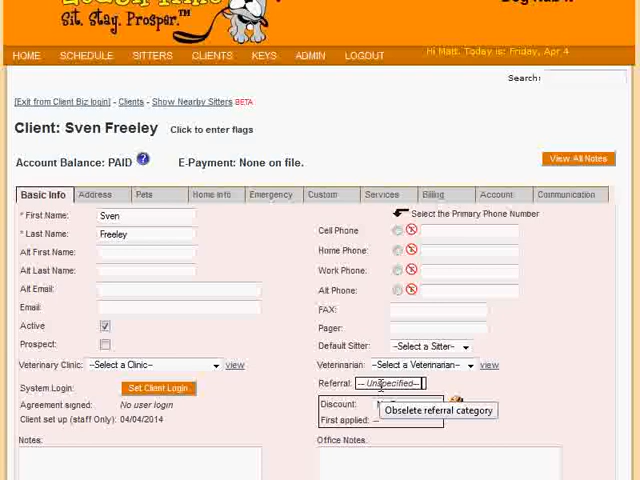 Sit. Stay. Prosper.™
HOME SCHEDULE SITTERS CLIENTS KEYS ADMIN LOGOUT
Hi Matt. Today is: Friday, Apr 4
Search:
[Exit from Client Biz login] - Clients - Show Nearby Sitters BETA
Client: Sven Freeley Click to enter flags
Account Balance: PAID ? E-Payment: None on file.
View All Notes
Basic Info Address Pets Home Info Emergency Custom Services Billing Account Communication
* First Name: Sven
* Last Name: Freeley
Alt First Name:
Alt Last Name:
Alt Email:
Email:
Active
Prospect:
Veterinary Clinic: --Select a Clinic-- view
System Login: Set Client Login
Agreement signed: No user login
Client set up (staff Only): 04/04/2014
Notes:
Select the Primary Phone Number
Cell Phone
Home Phone:
Work Phone:
Alt Phone:
FAX:
Pager:
Default Sitter: --Select a Sitter--
Veterinarian: --Select a Veterinarian-- view
Referral: -- Unspecified--
Discount:
Obselete referral category
First applied: --
Office Notes: